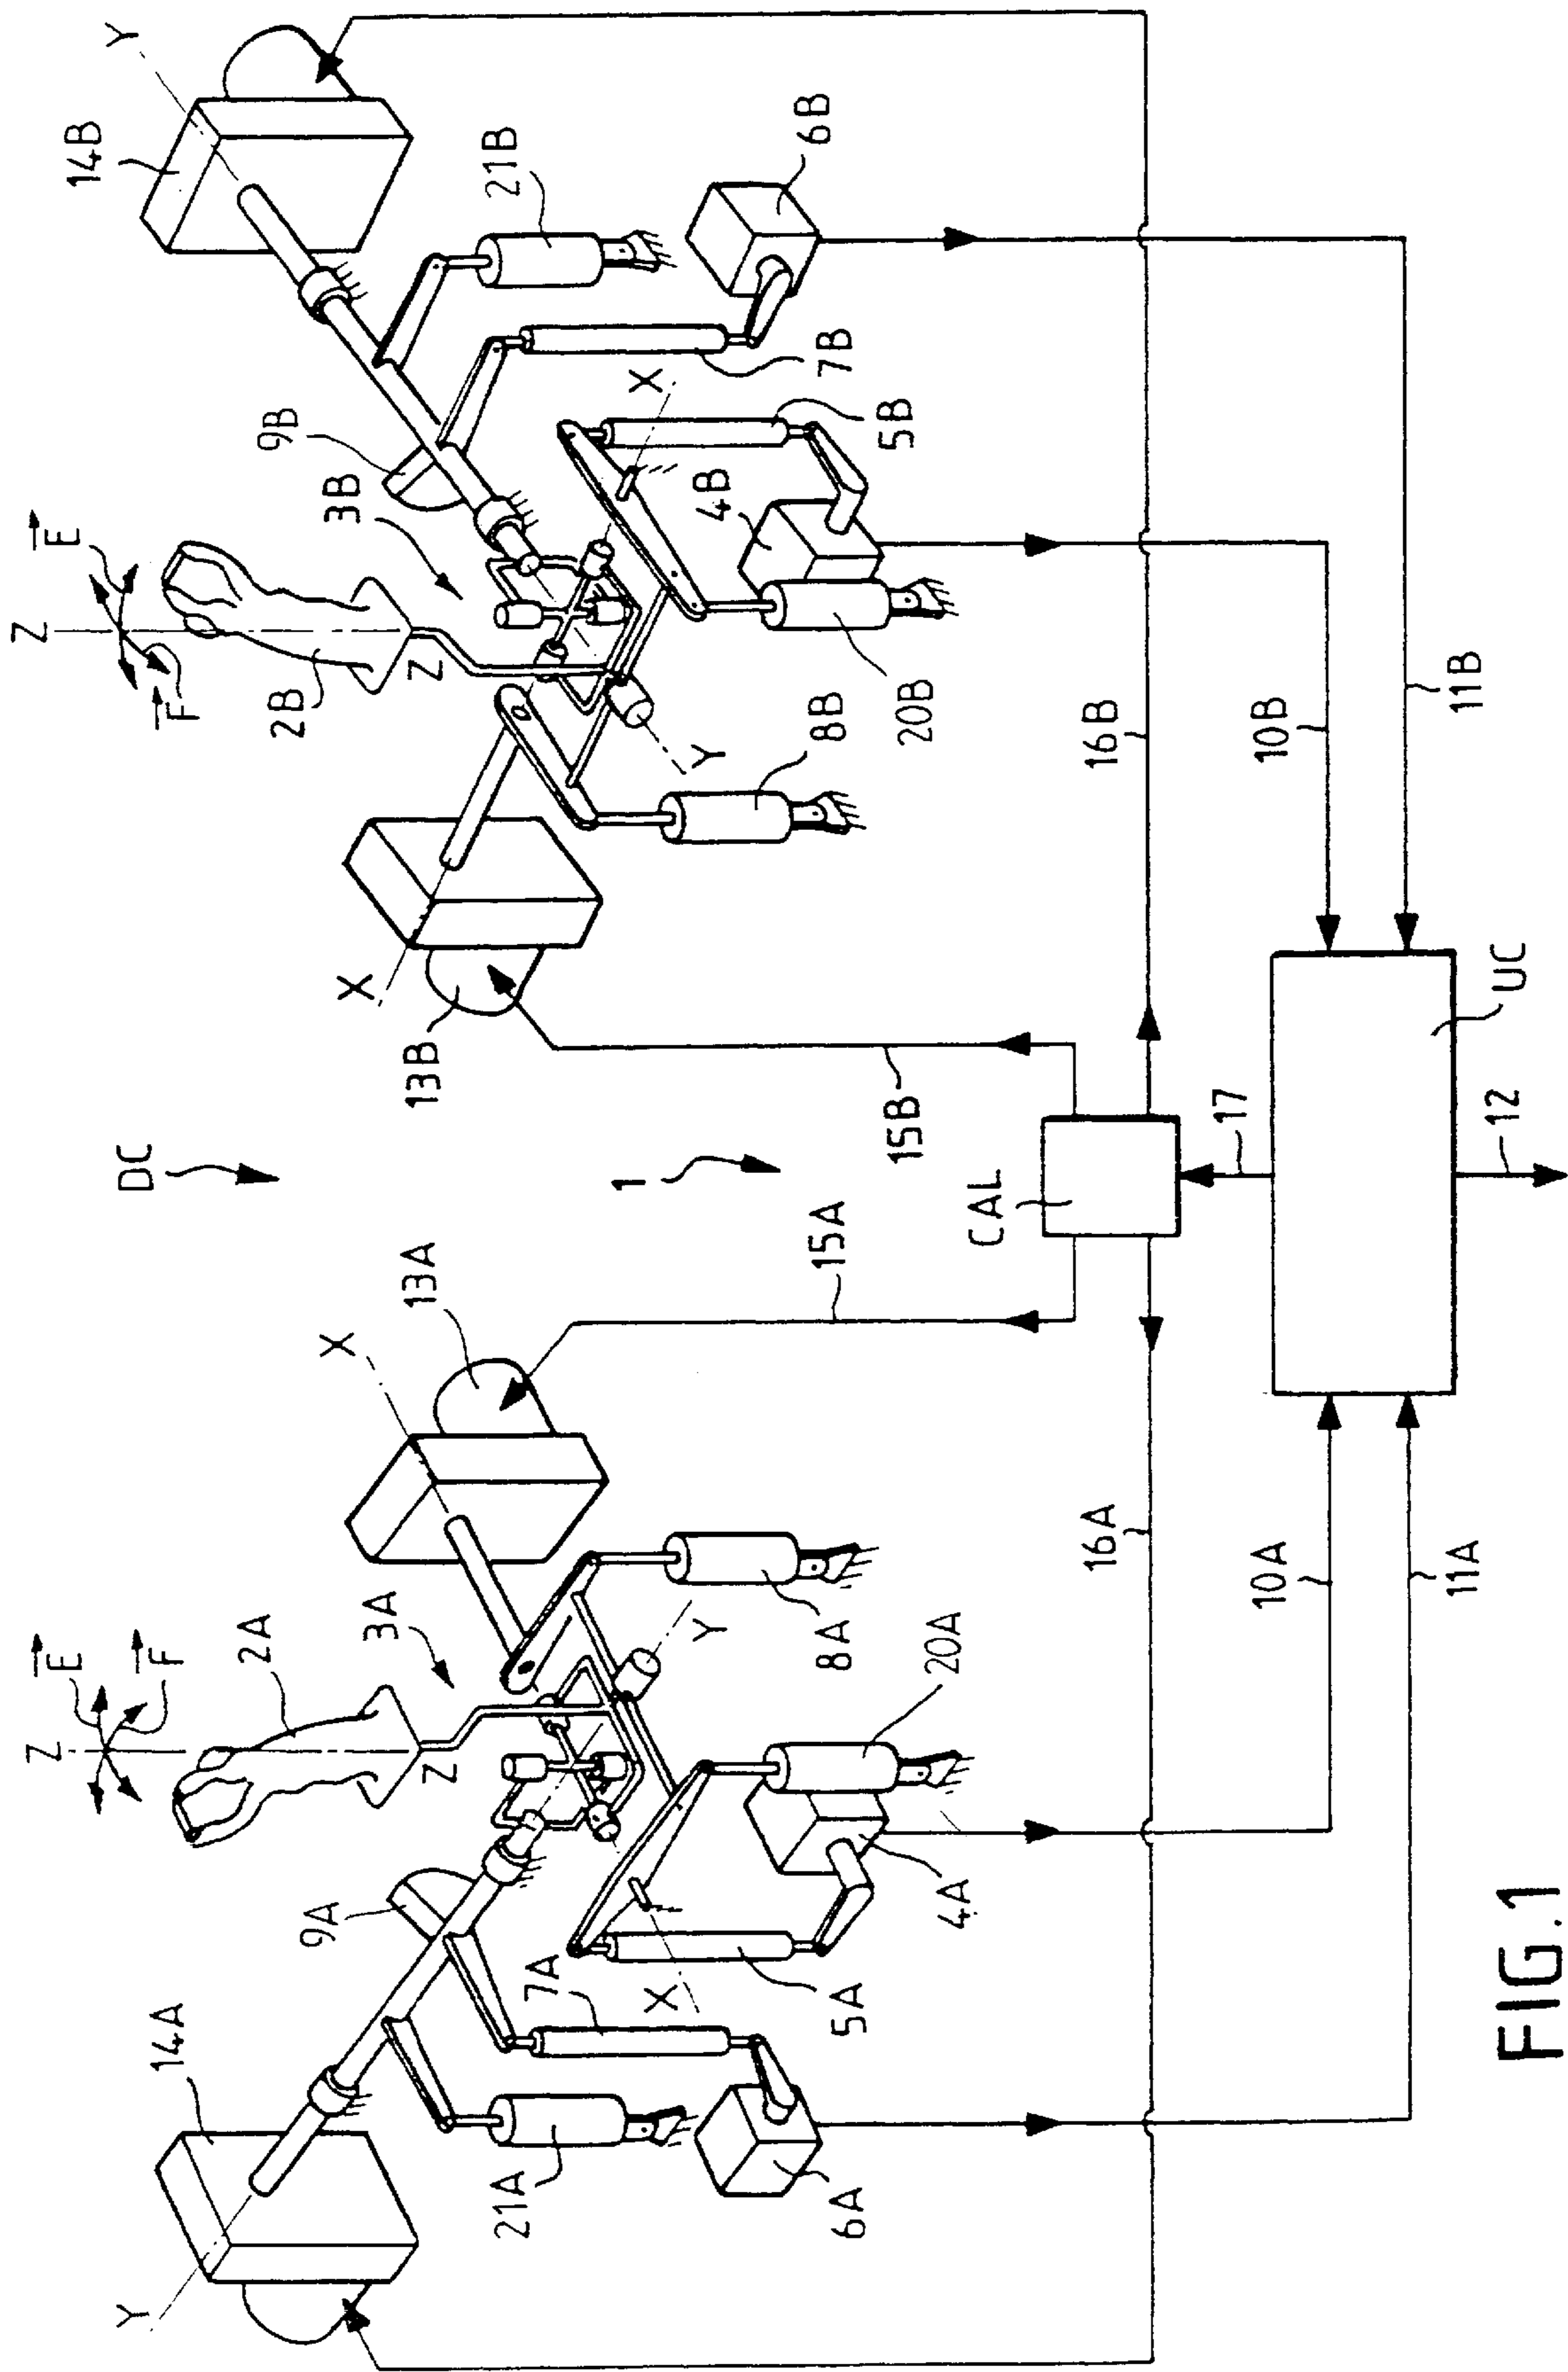 DC
1
Z
E
F
2A
Z
3A
X
13A
9A
14A
Y
7A
21A
X
5A
6A
4A
20A
Y
8A
15A
16A
10A
11A
Z
E
F
2B
Z
3B
9B
14B
Y
X
13B
21B
6B
7B
X
5B
4B
20B
Y
8B
15B
16B
10B
11B
CAL
17
UC
12
FIG.1